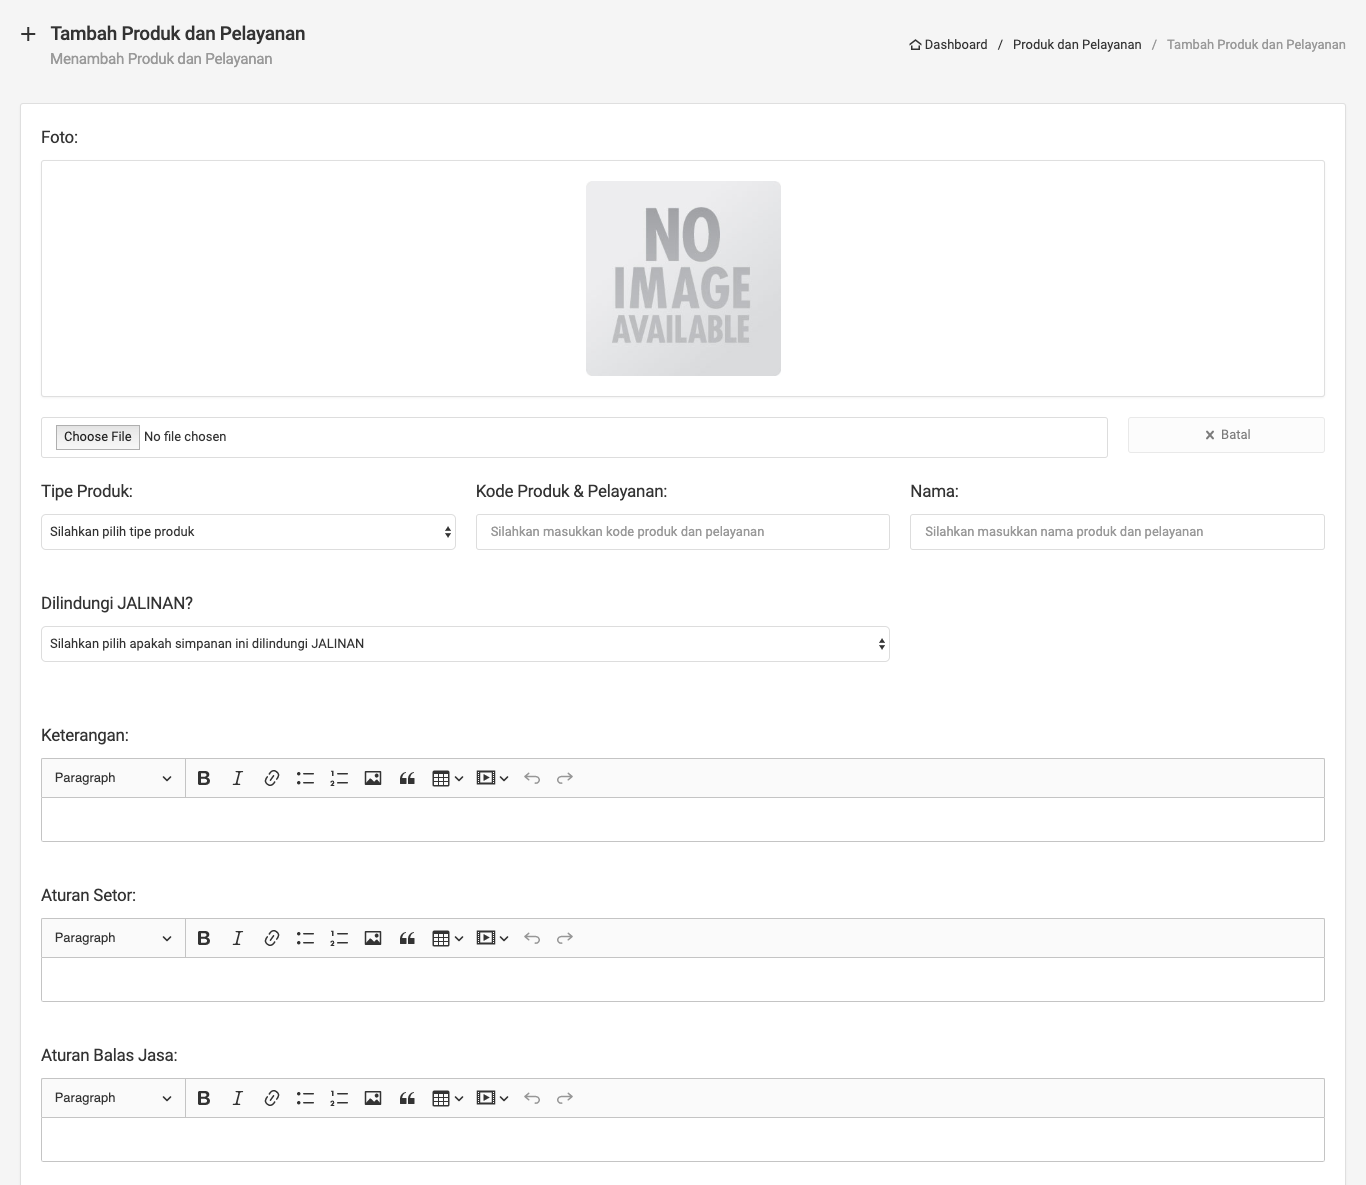 Tambah Produk dan Pelayanan
Menambah Produk dan Pelayanan
Dashboard / Produk dan Pelayanan / Tambah Produk dan Pelayanan
Foto:
NO
IMAGE
AVAILABLE
Choose File No file chosen
Batal
Tipe Produk:
Silahkan pilih tipe produk
Kode Produk & Pelayanan:
Silahkan masukkan kode produk dan pelayanan
Nama:
Silahkan masukkan nama produk dan pelayanan
Dilindungi JALINAN?
Silahkan pilih apakah simpanan ini dilindungi JALINAN
Keterangan:
Paragraph
Aturan Setor:
Paragraph
Aturan Balas Jasa:
Paragraph